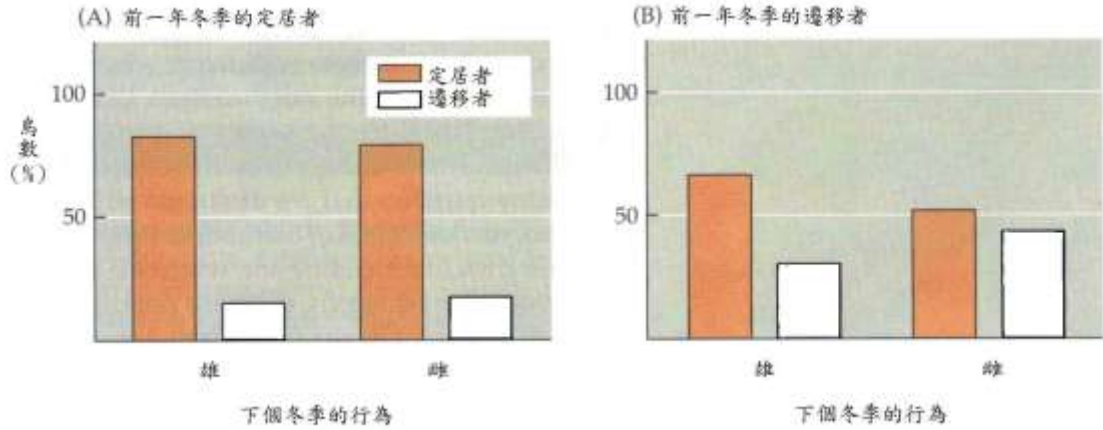 (A) 前一年冬季的定居者
100
50
鳥數(%)
定居者
遷移者
雄
雌
下個冬季的行為
(B) 前一年冬季的遷移者
100
50
雄
雌
下個冬季的行為